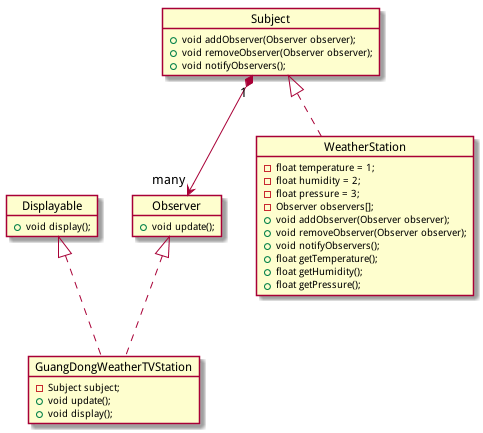 Subject
void addObserver(Observer observer);
void removeObserver(Observer observer);
void notifyObservers();
1
many
WeatherStation
float temperature = 1;
float humidity = 2;
float pressure = 3;
Observer observers[];
void addObserver(Observer observer);
void removeObserver(Observer observer);
void notifyObservers();
float getTemperature();
float getHumidity();
float getPressure();
Displayable
void display();
Observer
void update();
GuangDongWeatherTVStation
Subject subject;
void update();
void display();